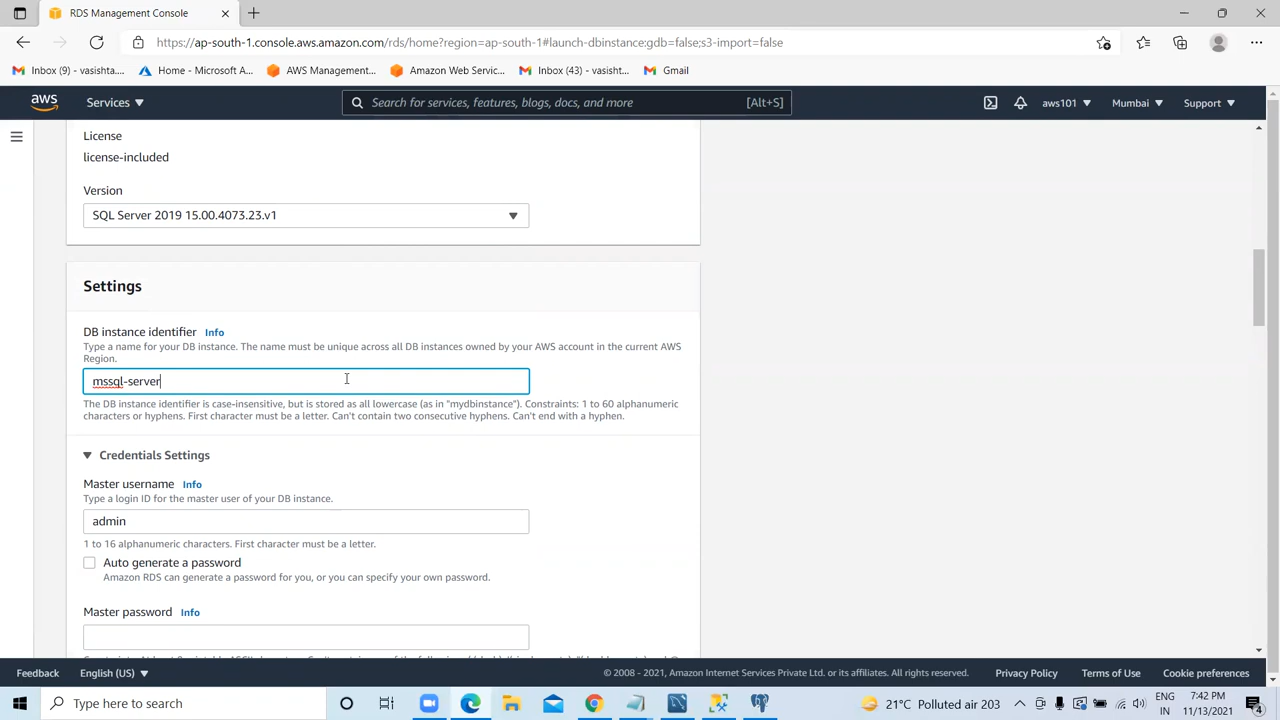 RDS Management Console
https://ap-south-1.console.aws.amazon.com/rds/home?region=ap-south-1#launch-dbinstance:gdb=false;s3-import=false
Inbox (9) - vasishta....
Home - Microsoft A...
AWS Management...
Amazon Web Servic...
Inbox (43) - vasisht...
Gmail
aws
Services
Search for services, features, blogs, docs, and more
[Alt+S]
aws101
Mumbai
Support
License
license-included
Version
SQL Server 2019 15.00.4073.23.v1
Settings
DB instance identifier Info
Type a name for your DB instance. The name must be unique across all DB instances owned by your AWS account in the current AWS
Region.
mssql-server
The DB instance identifier is case-insensitive, but is stored as all lowercase (as in "mydbinstance"). Constraints: 1 to 60 alphanumeric
characters or hyphens. First character must be a letter. Can't contain two consecutive hyphens. Can't end with a hyphen.
Credentials Settings
Master username Info
Type a login ID for the master user of your DB instance.
admin
1 to 16 alphanumeric characters. First character must be a letter.
Auto generate a password
Amazon RDS can generate a password for you, or you can specify your own password.
Master password Info
Feedback
English (US)
© 2008 - 2021, Amazon Internet Services Private Ltd. or its affiliates. All rights reserved.
Privacy Policy
Terms of Use
Cookie preferences
Type here to search
21°C Polluted air 203
ENG
IN
7:42 PM
11/13/2021
4